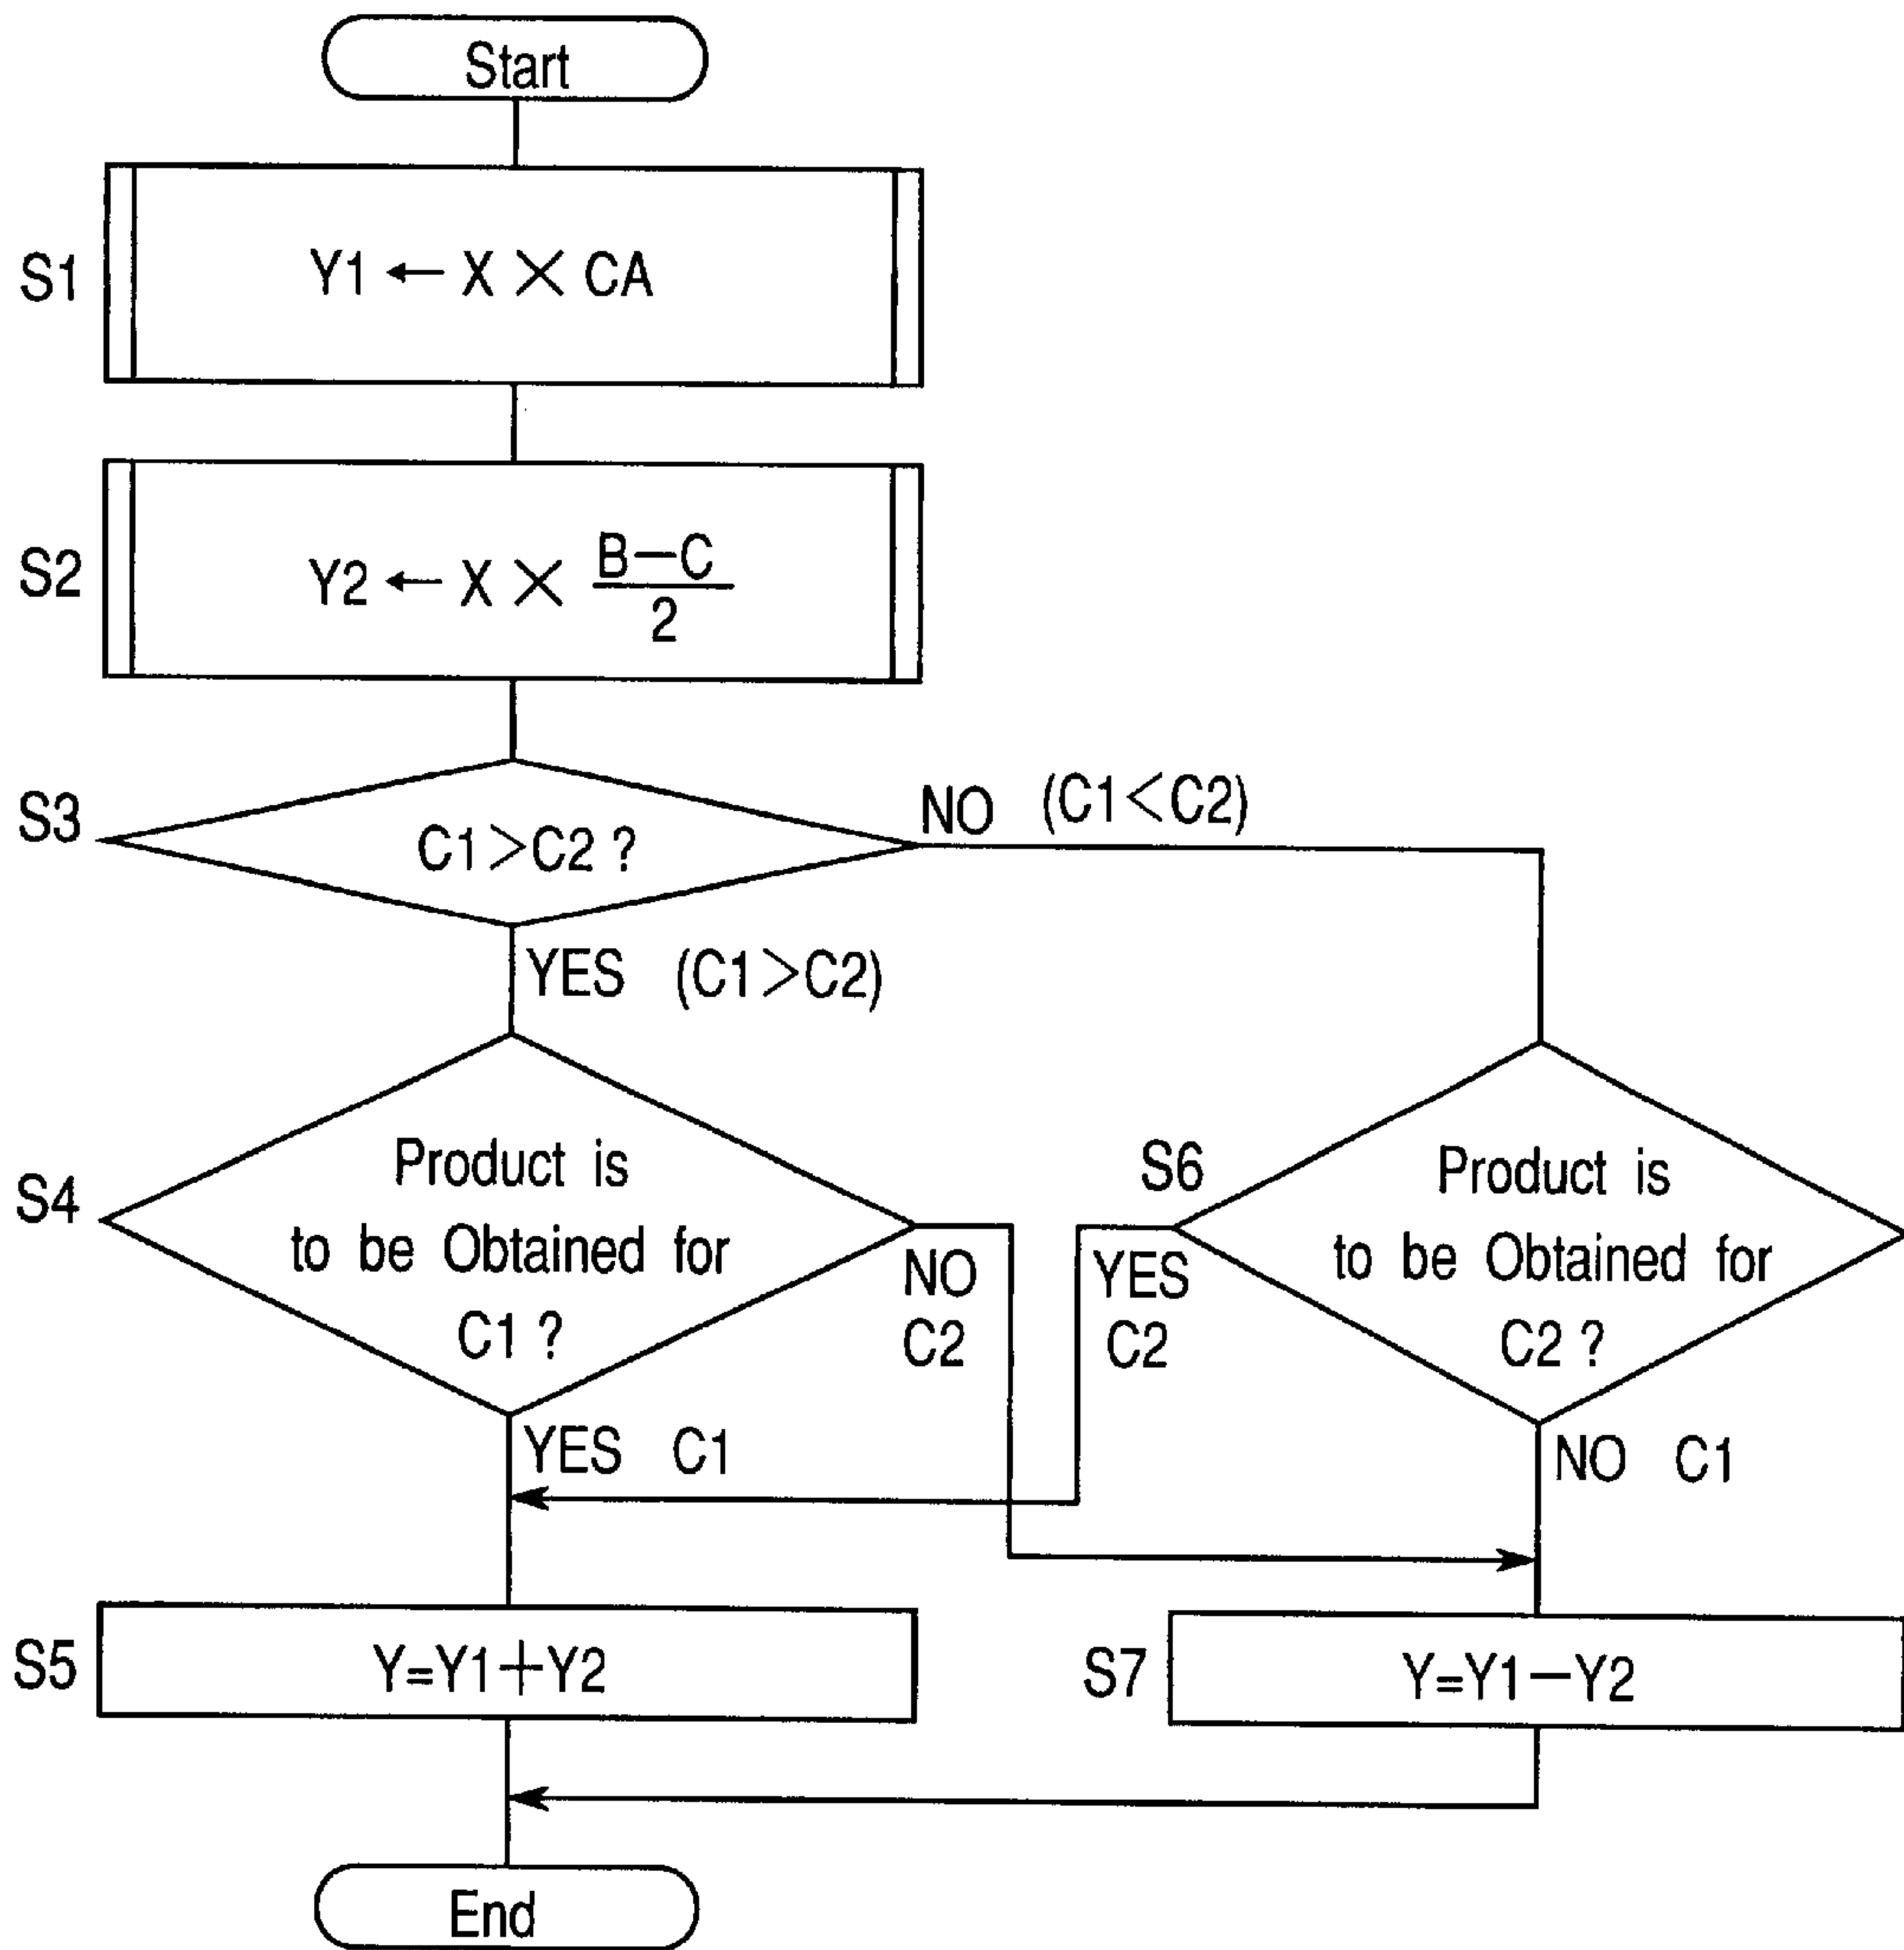 Start
S1
Y1 ← X × CA
S2
Y2 ← X × B−C
2
S3
C1>C2 ?
NO (C1<C2)
YES (C1>C2)
S4
Product is
to be Obtained for
C1 ?
NO
C2
YES C1
S6
Product is
to be Obtained for
C2 ?
YES
C2
NO C1
S5
Y=Y1+Y2
S7
Y=Y1−Y2
End